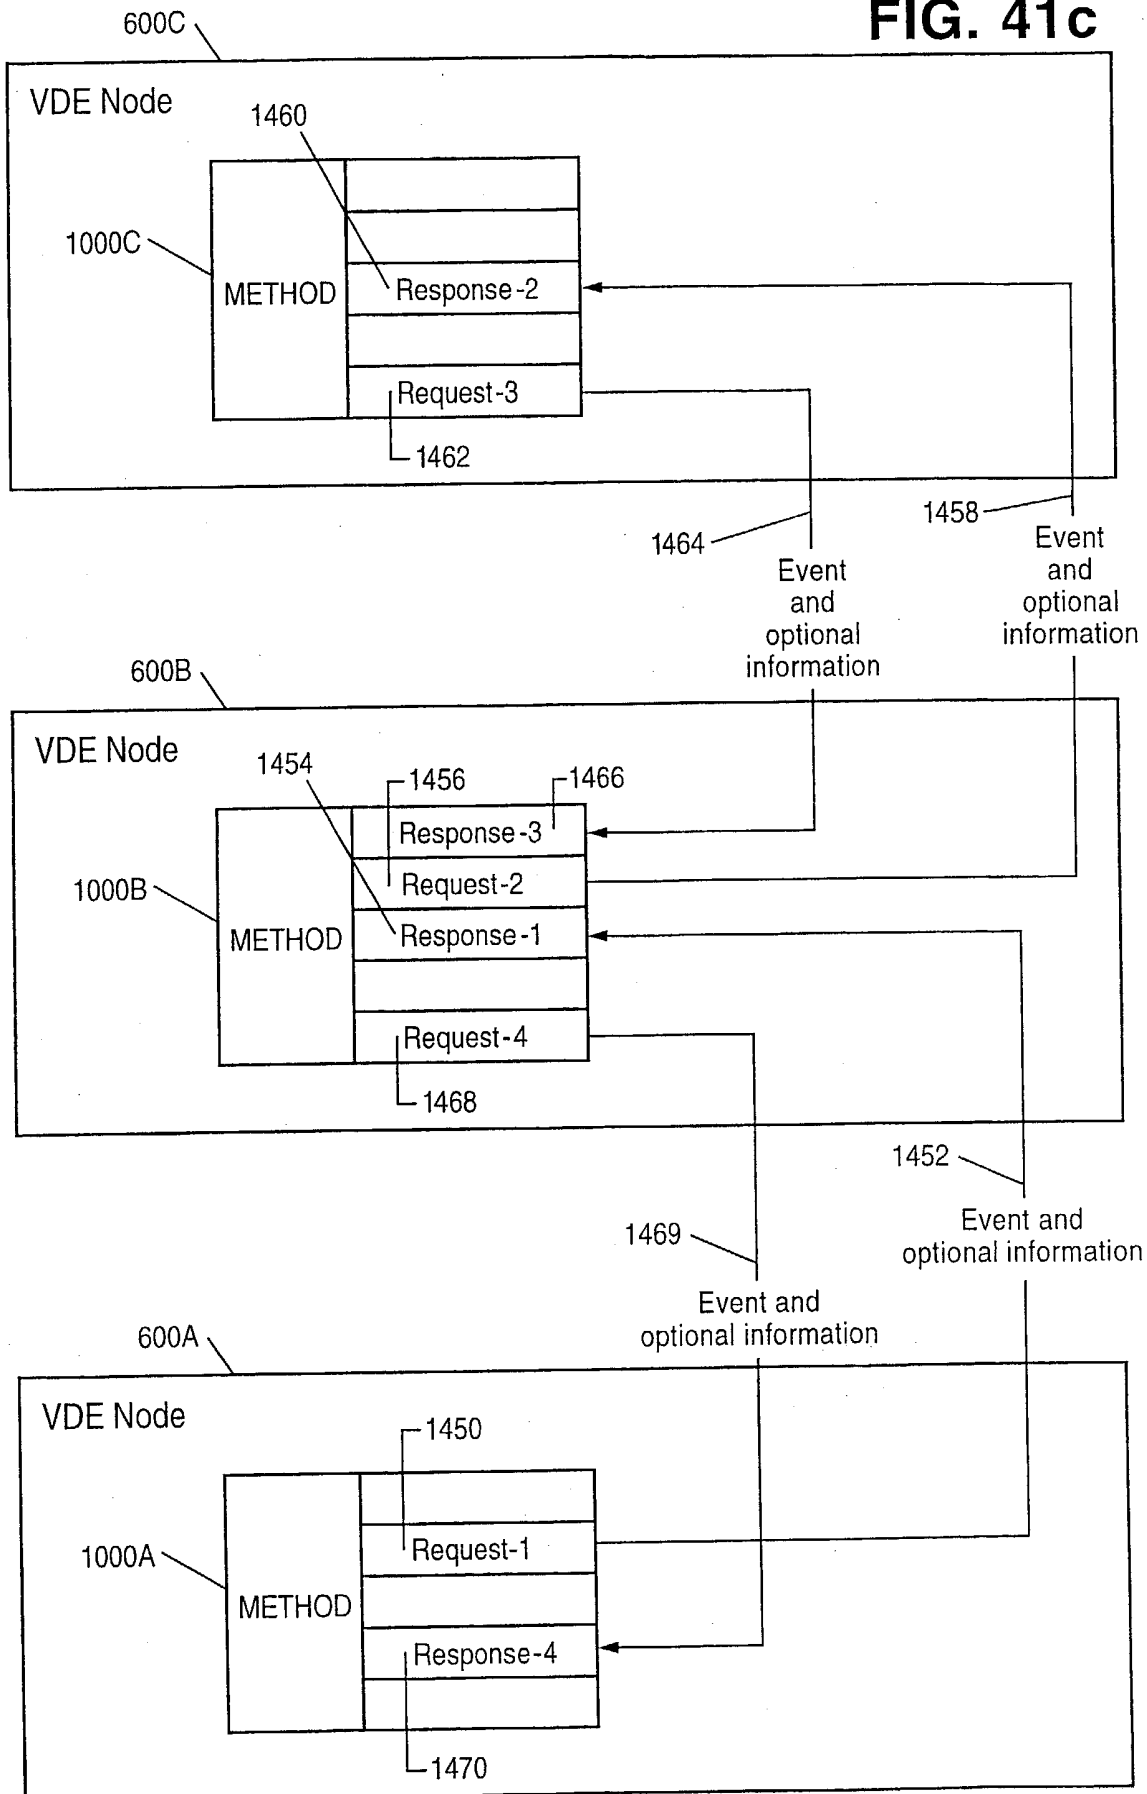 FIG. 41c
600C
VDE Node
1460
1000C
METHOD
Response-2
Request-3
1462
1464
1458
Event
and
optional
information
Event
and
optional
information
600B
VDE Node
1454
1456
1466
1000B
METHOD
Response-3
Request-2
Response-1
Request-4
1468
1452
Event and
optional information
1469
Event and
optional information
600A
VDE Node
1450
1000A
METHOD
Request-1
Response-4
1470